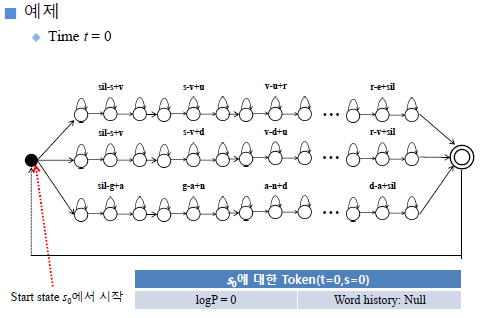 예제
Time t = 0
sil-s+v s-v+u v-u+r r-e+sil
...
sil-s+v s-v+d v-d+u r-v+sil
...
sil-g+a g-a+u a-u+d d-a+sil
...
Start state s0에서 시작
s0에 대한 Token(t=0,s=0)
logP = 0 Word history: Null